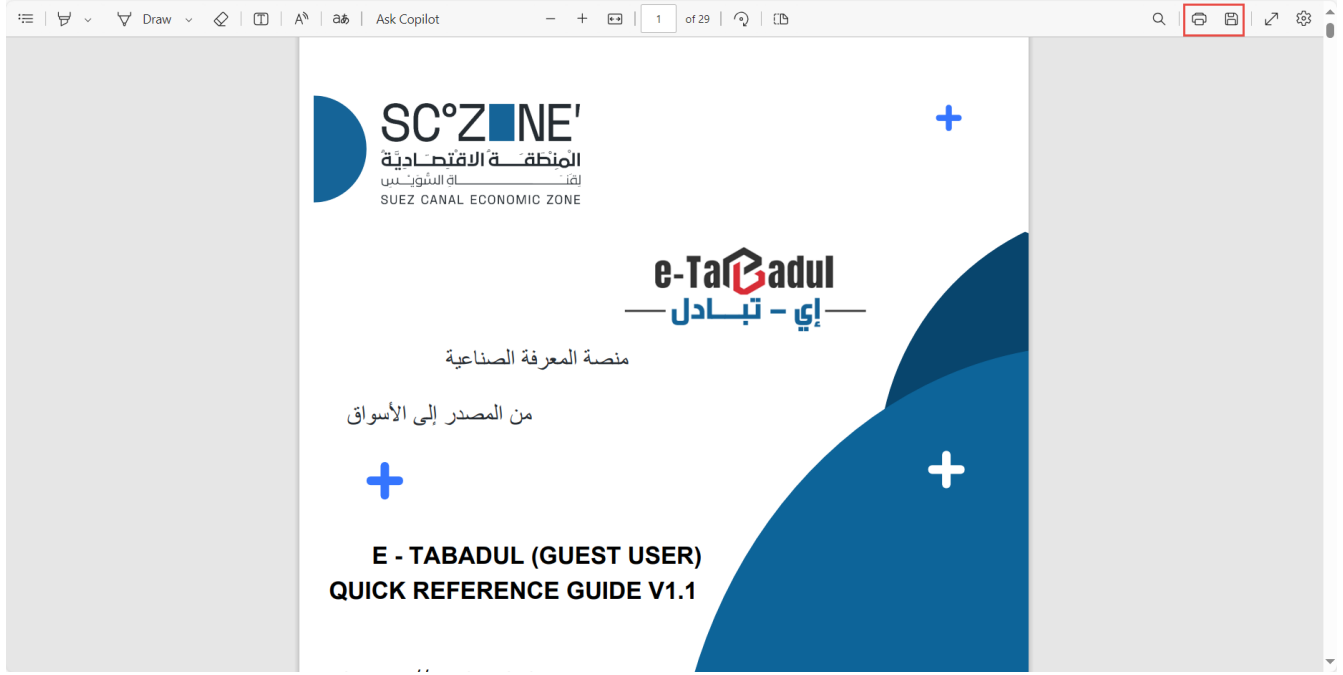 Draw
Ask Copilot
1
of 29
SC°Z NE'
المنطقة الاقتصادية
لقناة السويس
SUEZ CANAL ECONOMIC ZONE
e-Tabadul
إي – تبادل
منصة المعرفة الصناعية
من المصدر إلى الأسواق
E - TABADUL (GUEST USER)
QUICK REFERENCE GUIDE V1.1